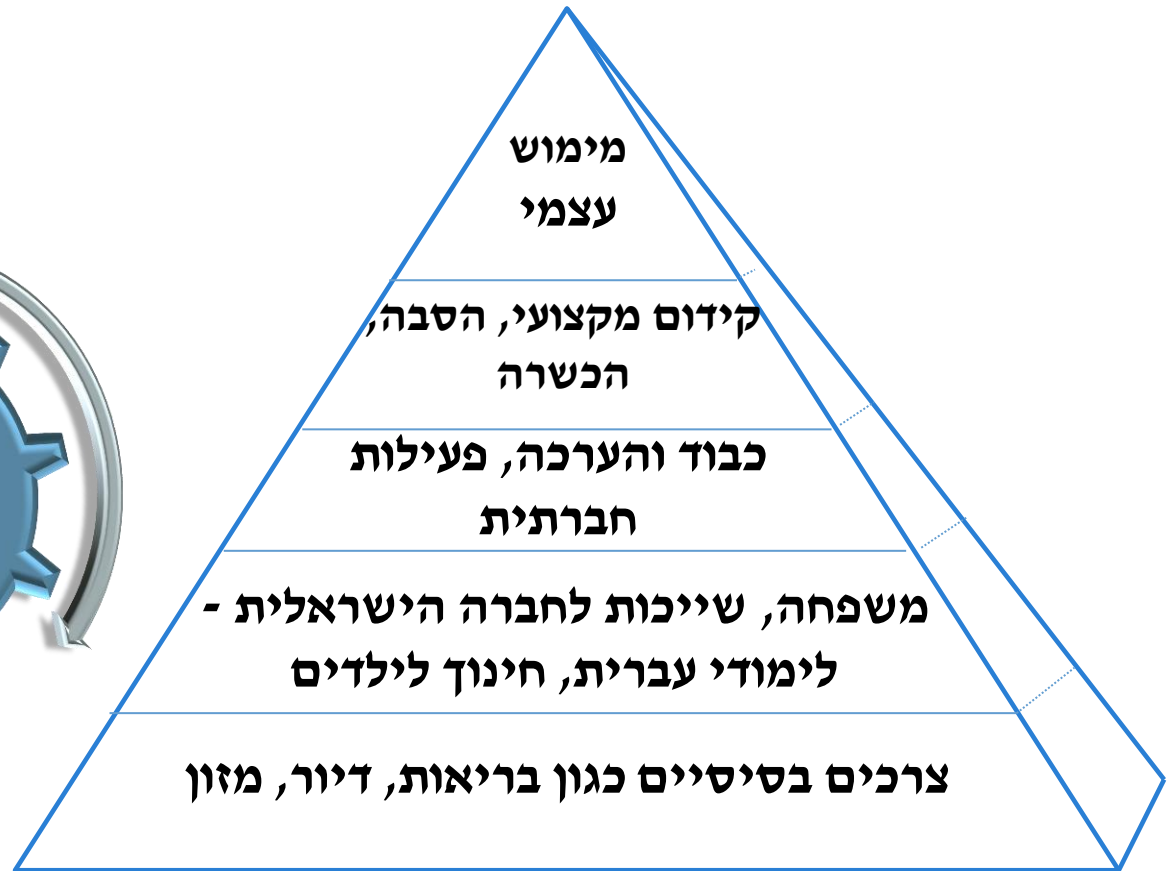 מימוש
עצמי
קידום מקצועי, הסבה,
הכשרה
כבוד והערכה, פעילות
חברתית
משפחה, שייכות לחברה הישראלית -
לימודי עברית, חינוך לילדים
צרכים בסיסיים כגון בריאות, דיור, מזון